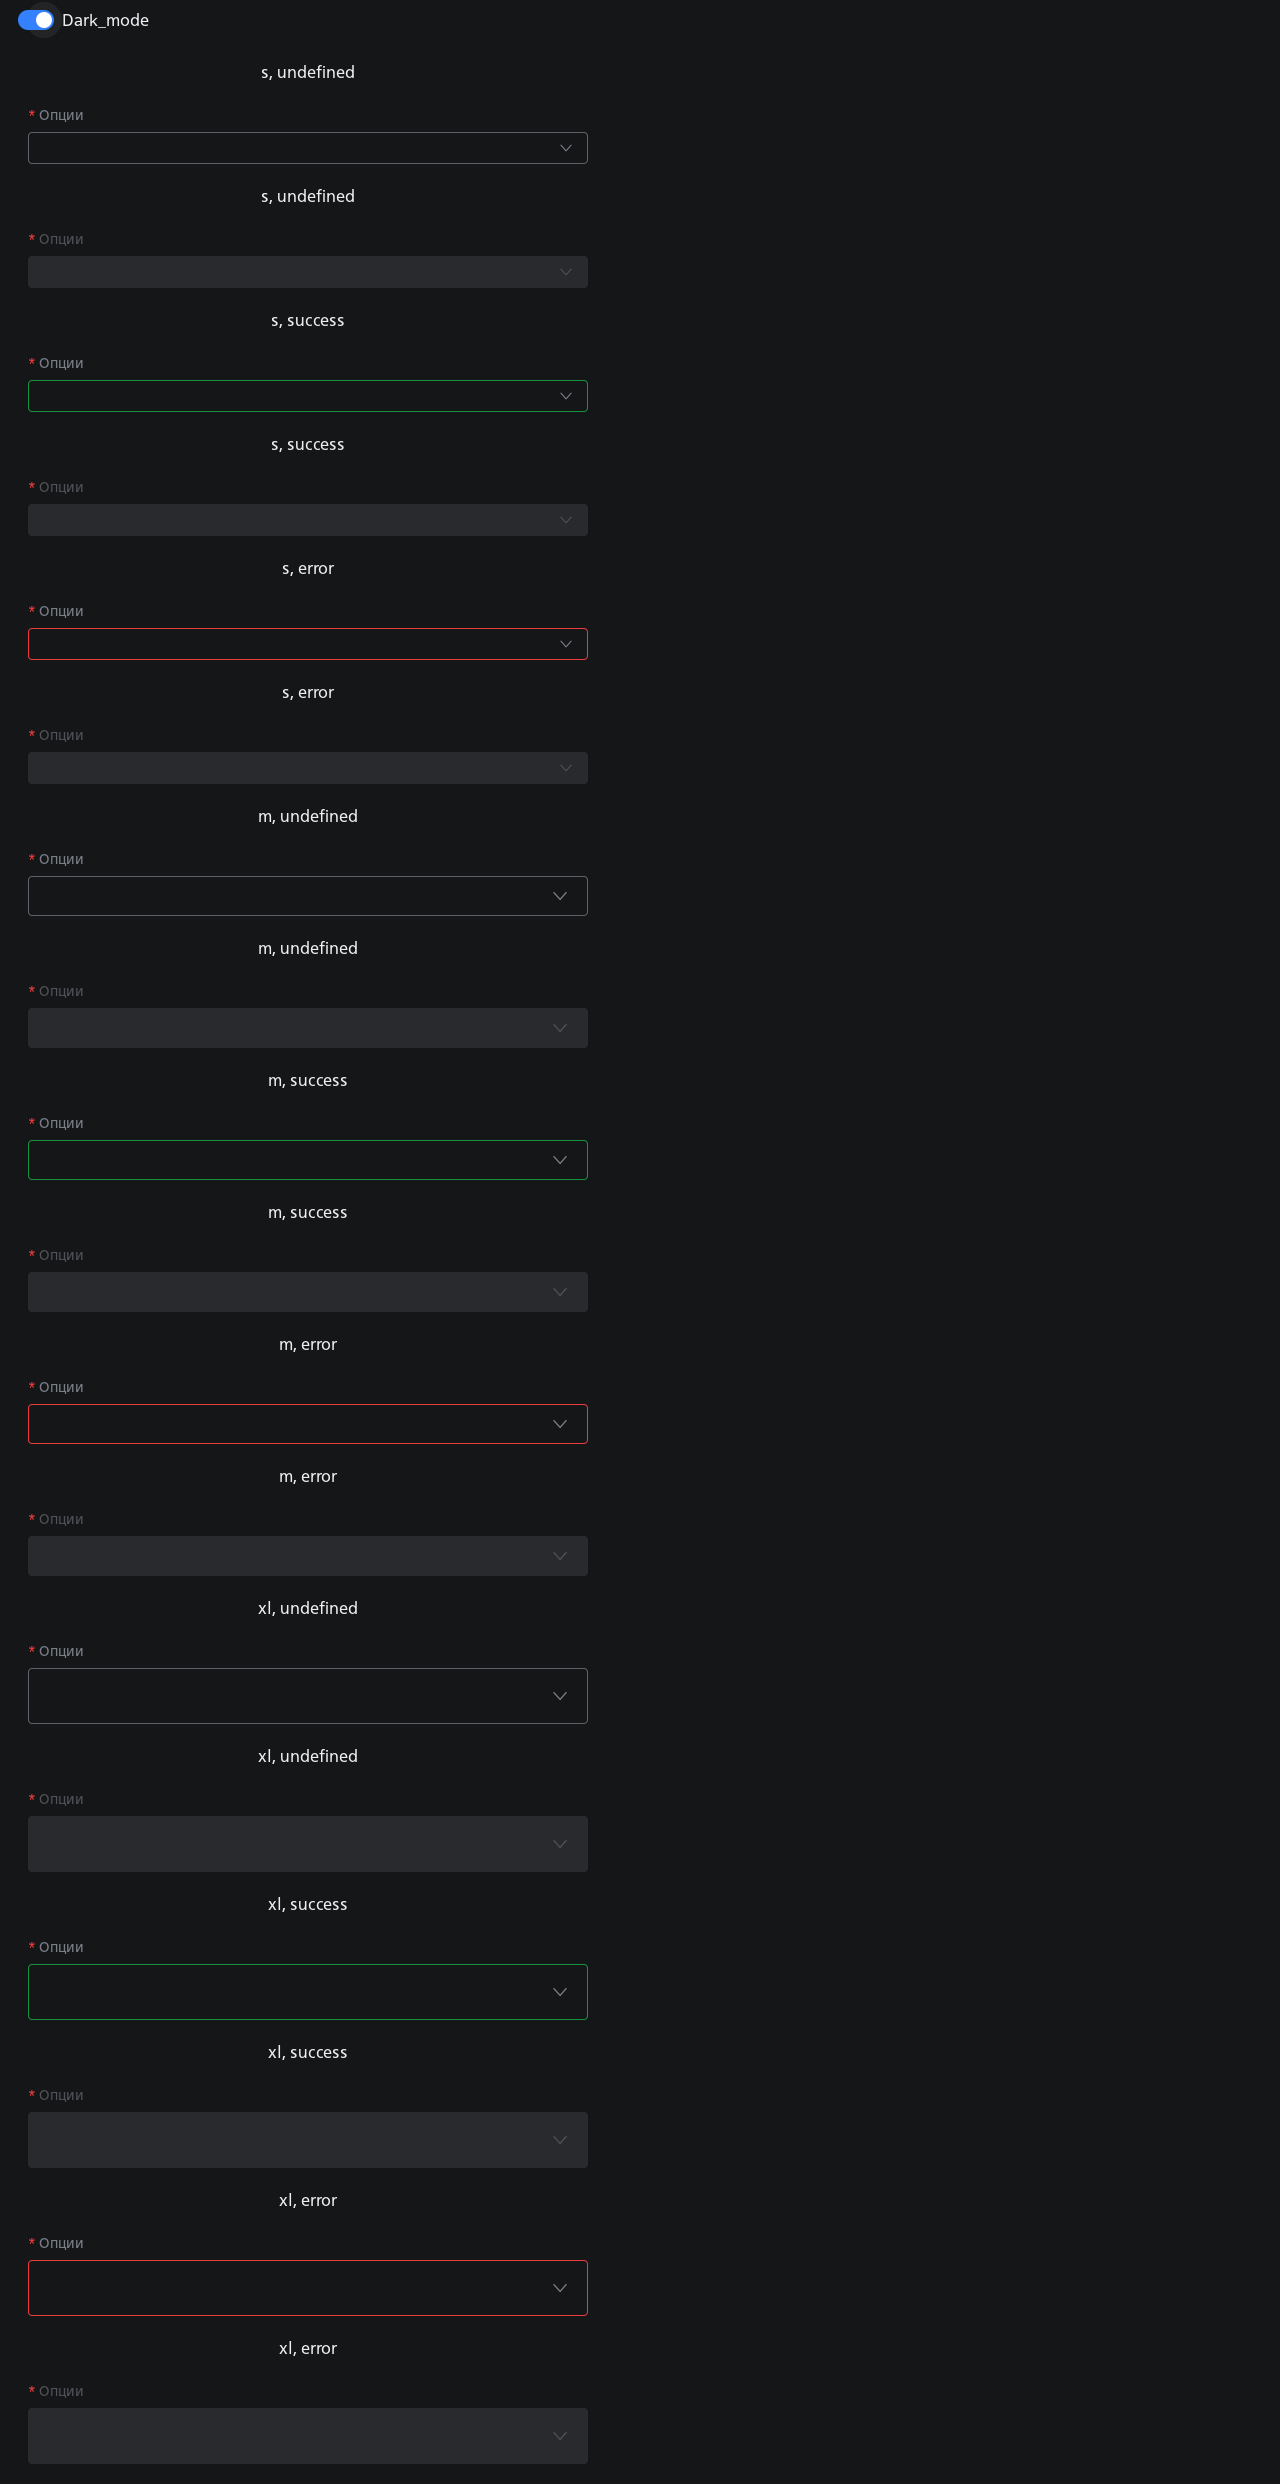 Dark_mode
s, undefined
* Опции
s, undefined
* Опции
s, success
* Опции
s, success
* Опции
s, error
* Опции
s, error
* Опции
m, undefined
* Опции
m, undefined
* Опции
m, success
* Опции
m, success
* Опции
m, error
* Опции
m, error
* Опции
xl, undefined
* Опции
xl, undefined
* Опции
xl, success
* Опции
xl, success
* Опции
xl, error
* Опции
xl, error
* Опции